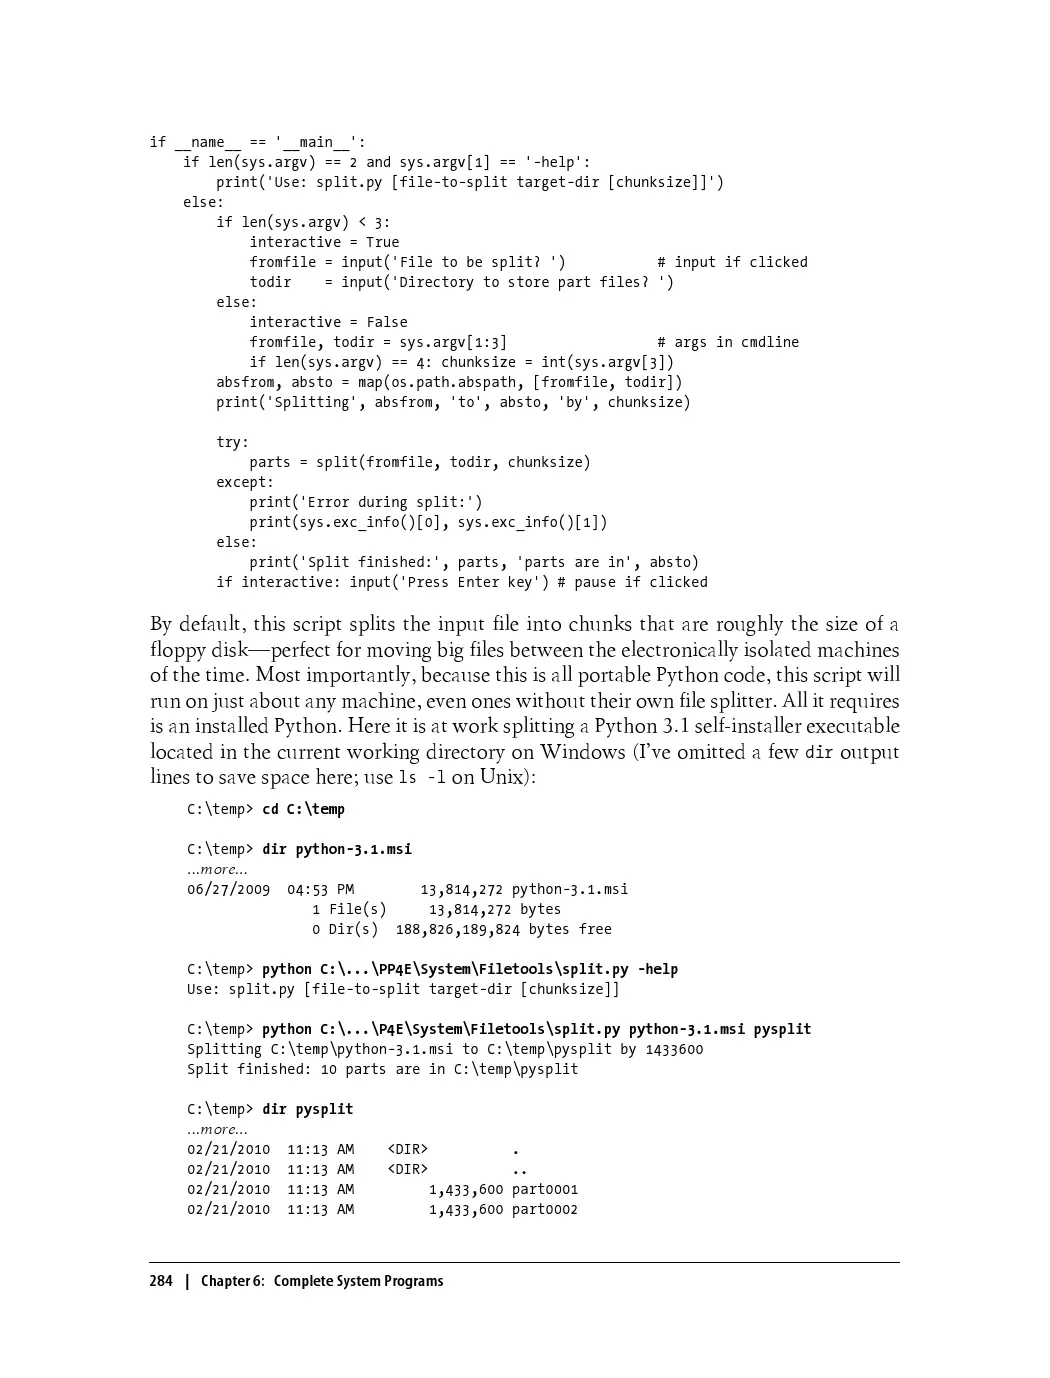 if __name__ == '__main__':
    if len(sys.argv) == 2 and sys.argv[1] == '-help':
        print('Use: split.py [file-to-split target-dir [chunksize]]')
    else:
        if len(sys.argv) < 3:
            interactive = True
            fromfile = input('File to be split? ')           # input if clicked
            todir    = input('Directory to store part files? ')
        else:
            interactive = False
            fromfile, todir = sys.argv[1:3]                  # args in cmdline
            if len(sys.argv) == 4: chunksize = int(sys.argv[3])
        absfrom, absto = map(os.path.abspath, [fromfile, todir])
        print('Splitting', absfrom, 'to', absto, 'by', chunksize)

        try:
            parts = split(fromfile, todir, chunksize)
        except:
            print('Error during split:')
            print(sys.exc_info()[0], sys.exc_info()[1])
        else:
            print('Split finished:', parts, 'parts are in', absto)
        if interactive: input('Press Enter key') # pause if clicked
By default, this script splits the input file into chunks that are roughly the size of a
floppy disk—perfect for moving big files between the electronically isolated machines
of the time. Most importantly, because this is all portable Python code, this script will
run on just about any machine, even ones without their own file splitter. All it requires
is an installed Python. Here it is at work splitting a Python 3.1 self-installer executable
located in the current working directory on Windows (I've omitted a few dir output
lines to save space here; use ls -l on Unix):
C:\temp> cd C:\temp

C:\temp> dir python-3.1.msi
...more...
06/27/2009  04:53 PM        13,814,272 python-3.1.msi
               1 File(s)     13,814,272 bytes
               0 Dir(s)  188,826,189,824 bytes free

C:\temp> python C:\...\PP4E\System\Filetools\split.py -help
Use: split.py [file-to-split target-dir [chunksize]]

C:\temp> python C:\...\P4E\System\Filetools\split.py python-3.1.msi pysplit
Splitting C:\temp\python-3.1.msi to C:\temp\pysplit by 1433600
Split finished: 10 parts are in C:\temp\pysplit

C:\temp> dir pysplit
...more...
02/21/2010  11:13 AM    <DIR>          .
02/21/2010  11:13 AM    <DIR>          ..
02/21/2010  11:13 AM         1,433,600 part0001
02/21/2010  11:13 AM         1,433,600 part0002
284 | Chapter 6: Complete System Programs